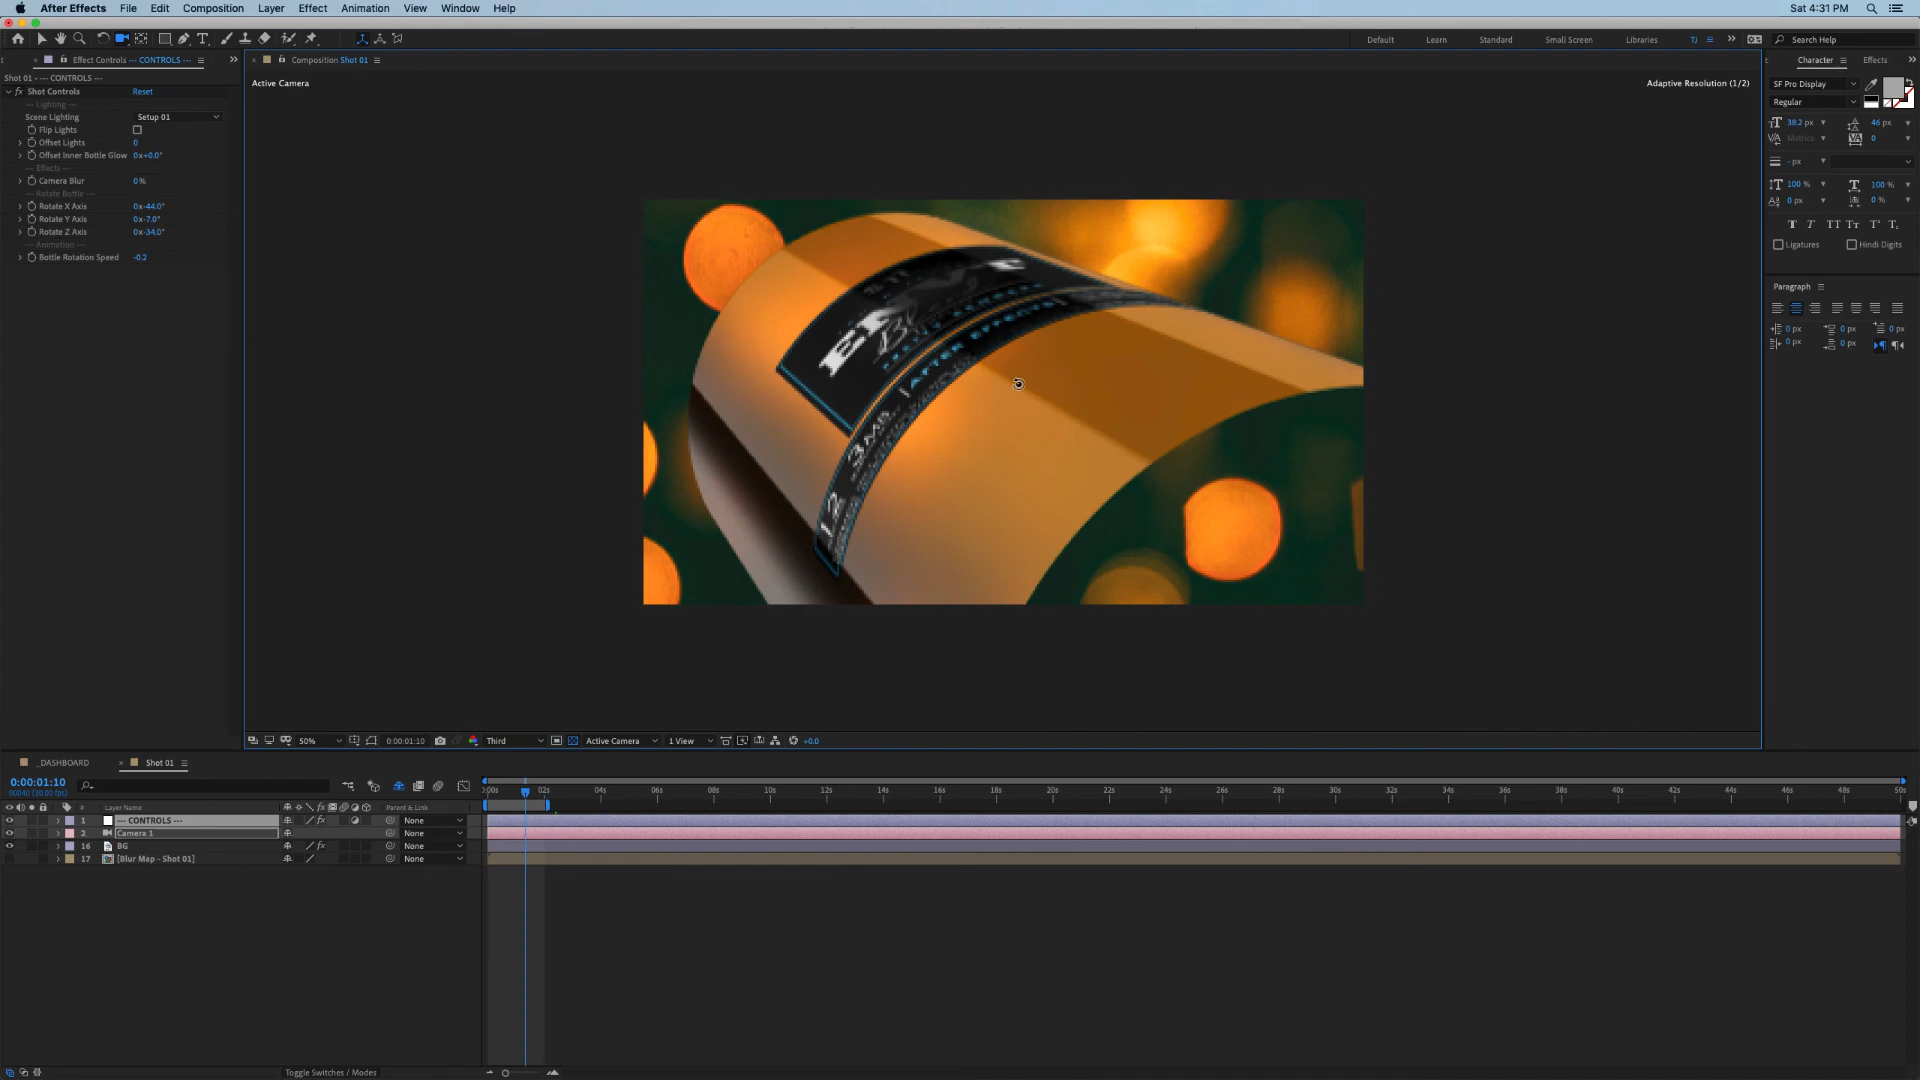 After Effects File Edit Composition Layer Effect Animation View Window Help Sat 4:31 PM
Default Learn Standard Small Screen Libraries TJ Search Help
Effect Controls --- CONTROLS ---
Composition Shot 01
Character Effects
Shot 01 • --- CONTROLS ---
fx Shot Controls Reset
--- Lighting ---
Scene Lighting Setup 01
Flip Lights
Offset Lights 0
Offset Inner Bottle Glow 0x+0.0°
--- Effects ---
Camera Blur 0%
--- Rotate Bottle ---
Rotate X Axis 0x-44.0°
Rotate Y Axis 0x-7.0°
Rotate Z Axis 0x-34.0°
--- Animation ---
Bottle Rotation Speed -0.2
Active Camera Adaptive Resolution (1/2)
AFTER EFFECTS
SF Pro Display
Regular
38.2 px 46 px
Metrics 0
- px
100 % 100 %
0 px 0 %
Ligatures Hindi Digits
Paragraph
0 px 0 px 0 px
0 px 0 px
50% 0:00:01:10 Third Active Camera 1 View +0.0
_DASHBOARD Shot 01
0:00:01:10
00040 (30.00 fps)
:00s 02s 04s 06s 08s 10s 12s 14s 16s 18s 20s 22s 24s 26s 28s 30s 32s 34s 36s 38s 40s 42s 44s 46s 48s 50s
# Layer Name Parent & Link
1 --- CONTROLS --- fx None
2 Camera 1 None
16 BG fx None
17 [Blur Map - Shot 01] None
Toggle Switches / Modes